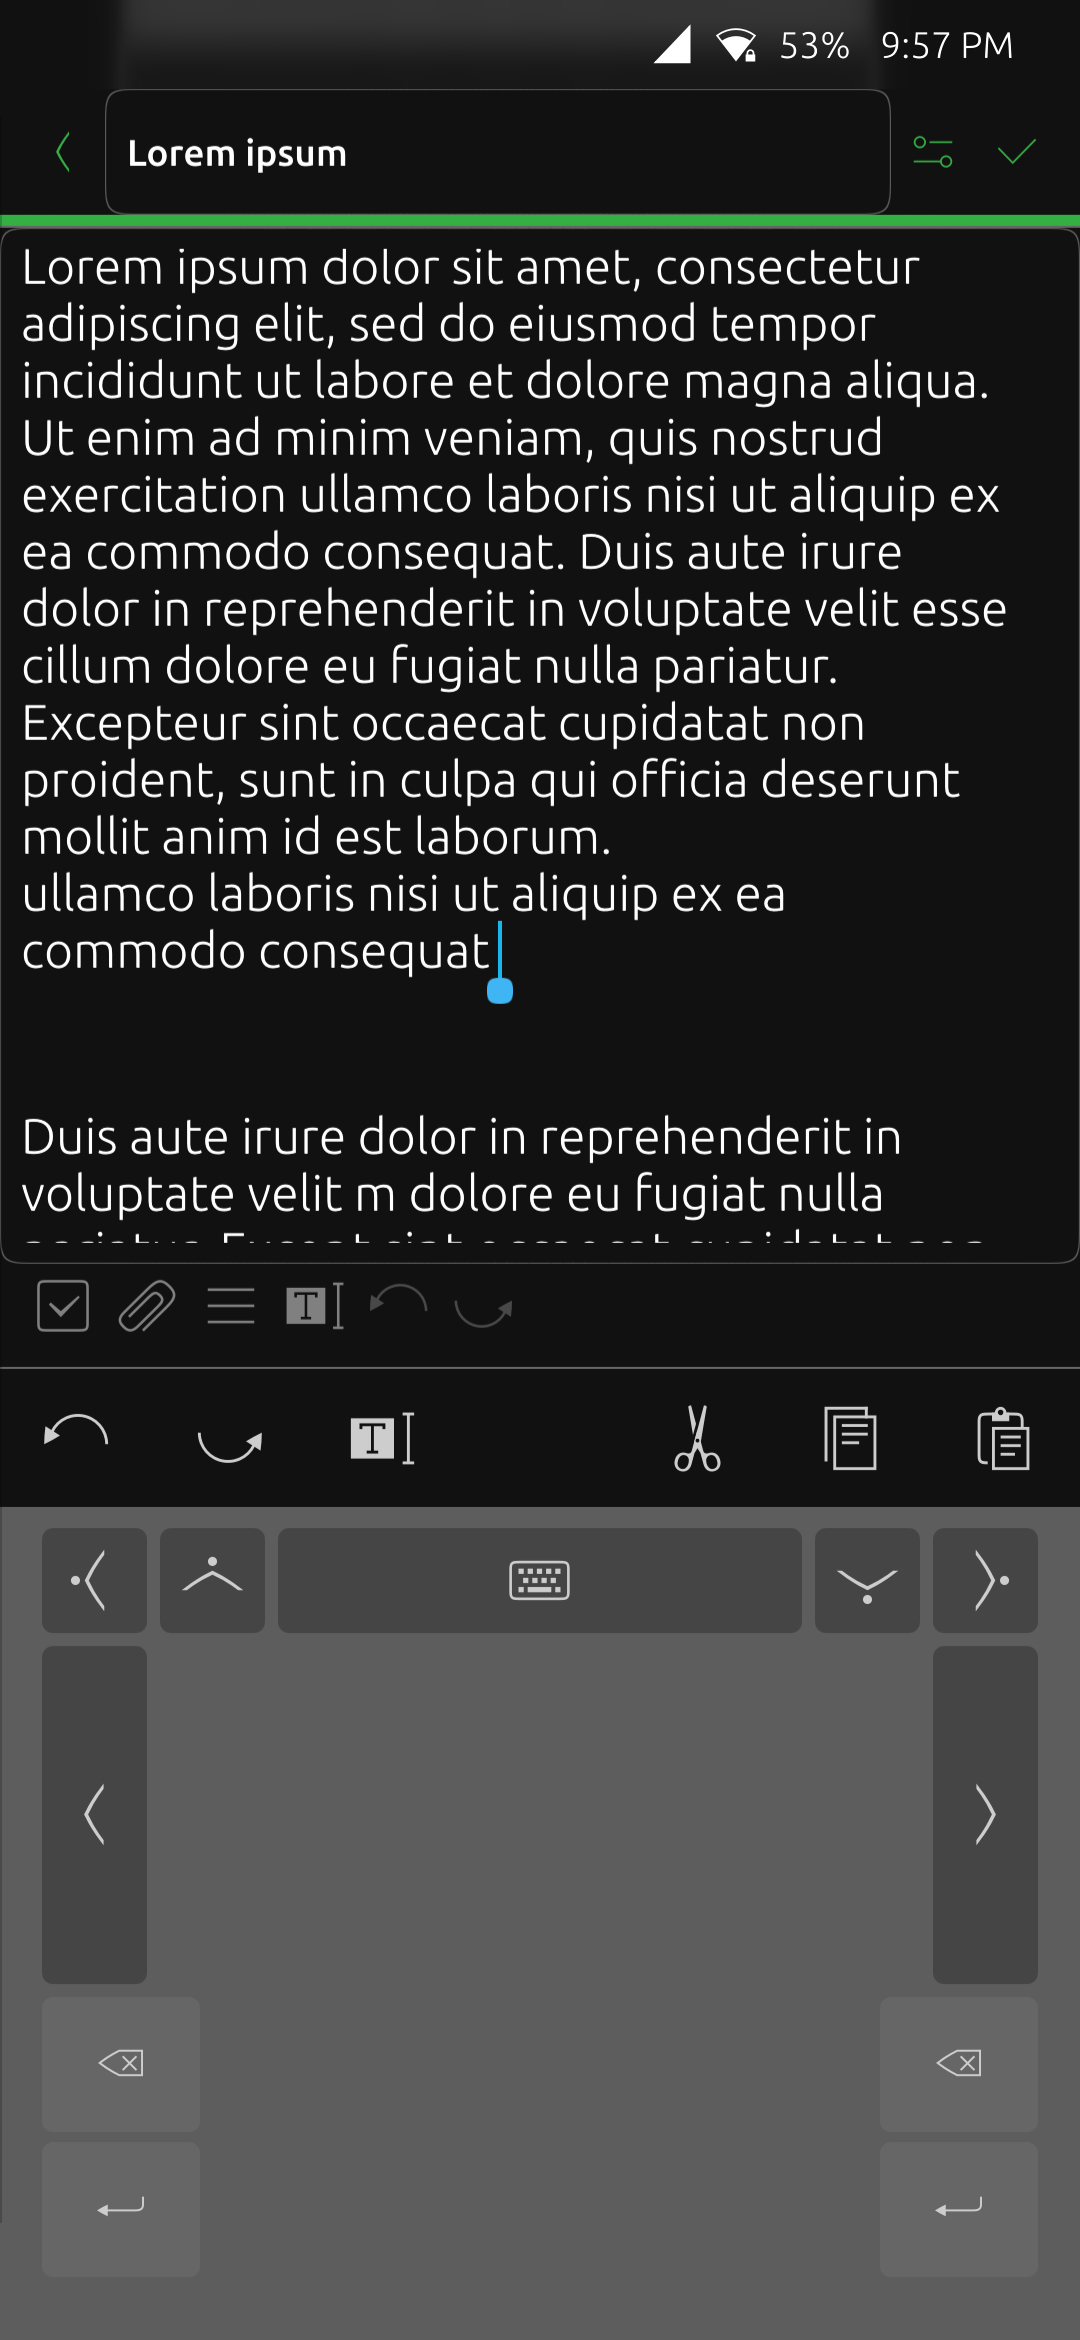 53% 9:57 PM
Lorem ipsum
Lorem ipsum dolor sit amet, consectetur
adipiscing elit, sed do eiusmod tempor
incididunt ut labore et dolore magna aliqua.
Ut enim ad minim veniam, quis nostrud
exercitation ullamco laboris nisi ut aliquip ex
ea commodo consequat. Duis aute irure
dolor in reprehenderit in voluptate velit esse
cillum dolore eu fugiat nulla pariatur.
Excepteur sint occaecat cupidatat non
proident, sunt in culpa qui officia deserunt
mollit anim id est laborum.
ullamco laboris nisi ut aliquip ex ea
commodo consequat
Duis aute irure dolor in reprehenderit in
voluptate velit m dolore eu fugiat nulla